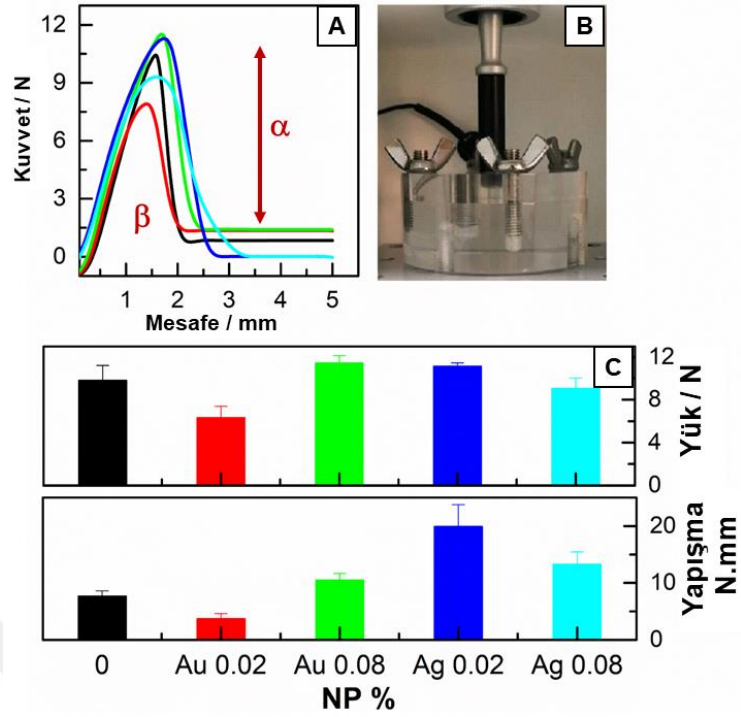 A
Kuvvet / N
12
9
6
3
0
α
β
1 2 3 4 5
Mesafe / mm
B
C
12
8
4
0
Yük / N
20
10
0
Yapışma
N.mm
0 Au 0.02 Au 0.08 Ag 0.02 Ag 0.08
NP %